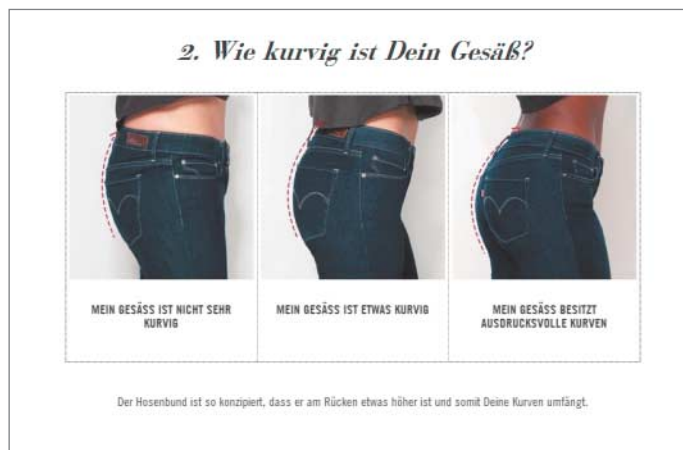 2. Wie kurvig ist Dein Gesäß?
MEIN GESÄSS IST NICHT SEHR
KURVIG
MEIN GESÄSS IST ETWAS KURVIG
MEIN GESÄSS BESITZT
AUSDRUCKSVOLLE KURVEN
Der Hosenbund ist so konzipiert, dass er am Rücken etwas höher ist und somit Deine Kurven umfängt.